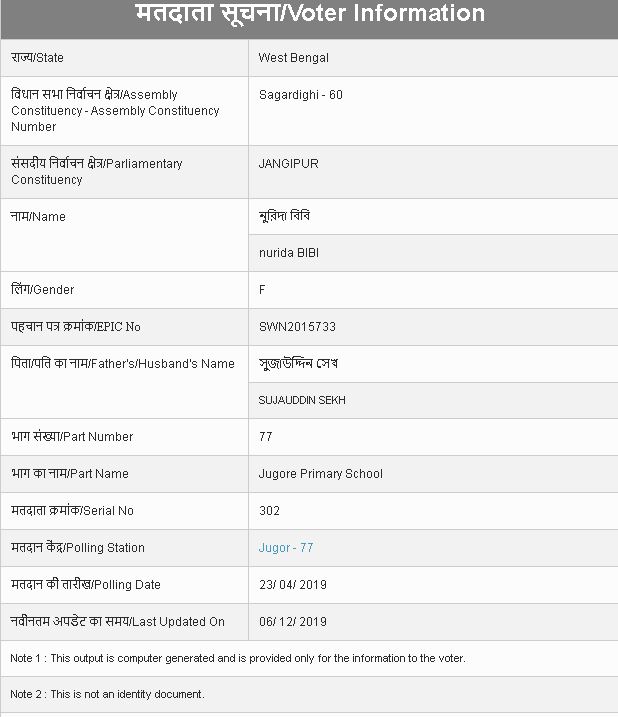 मतदाता सूचना/Voter Information
राज्य/State
West Bengal
विधान सभा निर्वाचन क्षेत्र/Assembly
Constituency - Assembly Constituency
Number
Sagardighi - 60
संसदीय निर्वाचन क्षेत्र/Parliamentary
Constituency
JANGIPUR
नाम/Name
নুরিদা বিবি
nurida BIBI
लिंग/Gender
F
पहचान पत्र क्रमांक/EPIC No
SWN2015733
पिता/पति का नाम/Father's/Husband's Name
সুজাউদ্দিন সেখ
SUJAUDDIN SEKH
भाग संख्या/Part Number
77
भाग का नाम/Part Name
Jugore Primary School
मतदाता क्रमांक/Serial No
302
मतदान केंद्र/Polling Station
Jugor - 77
मतदान की तारीख/Polling Date
23/ 04/ 2019
नवीनतम अपडेट का समय/Last Updated On
06/ 12/ 2019
Note 1 : This output is computer generated and is provided only for the information to the voter.
Note 2 : This is not an identity document.